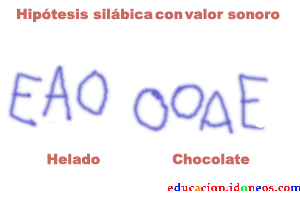 Hipótesis silábica con valor sonoro
EAO OOAE
Helado Chocolate
educacion.idoneos.com